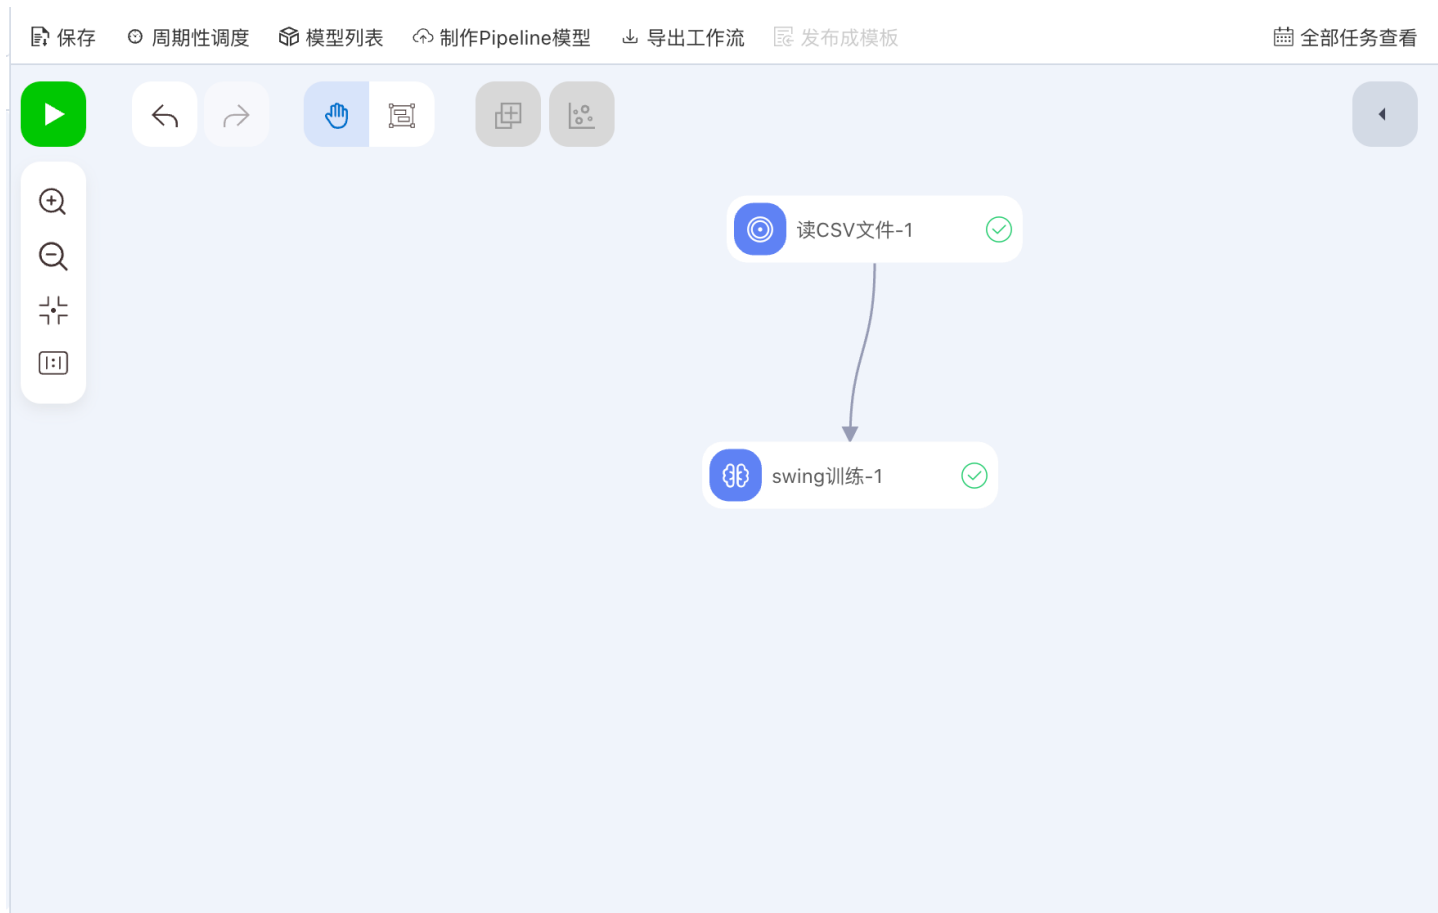 保存 周期性调度 模型列表 制作Pipeline模型 导出工作流 发布成模板 全部任务查看
读CSV文件-1
swing训练-1